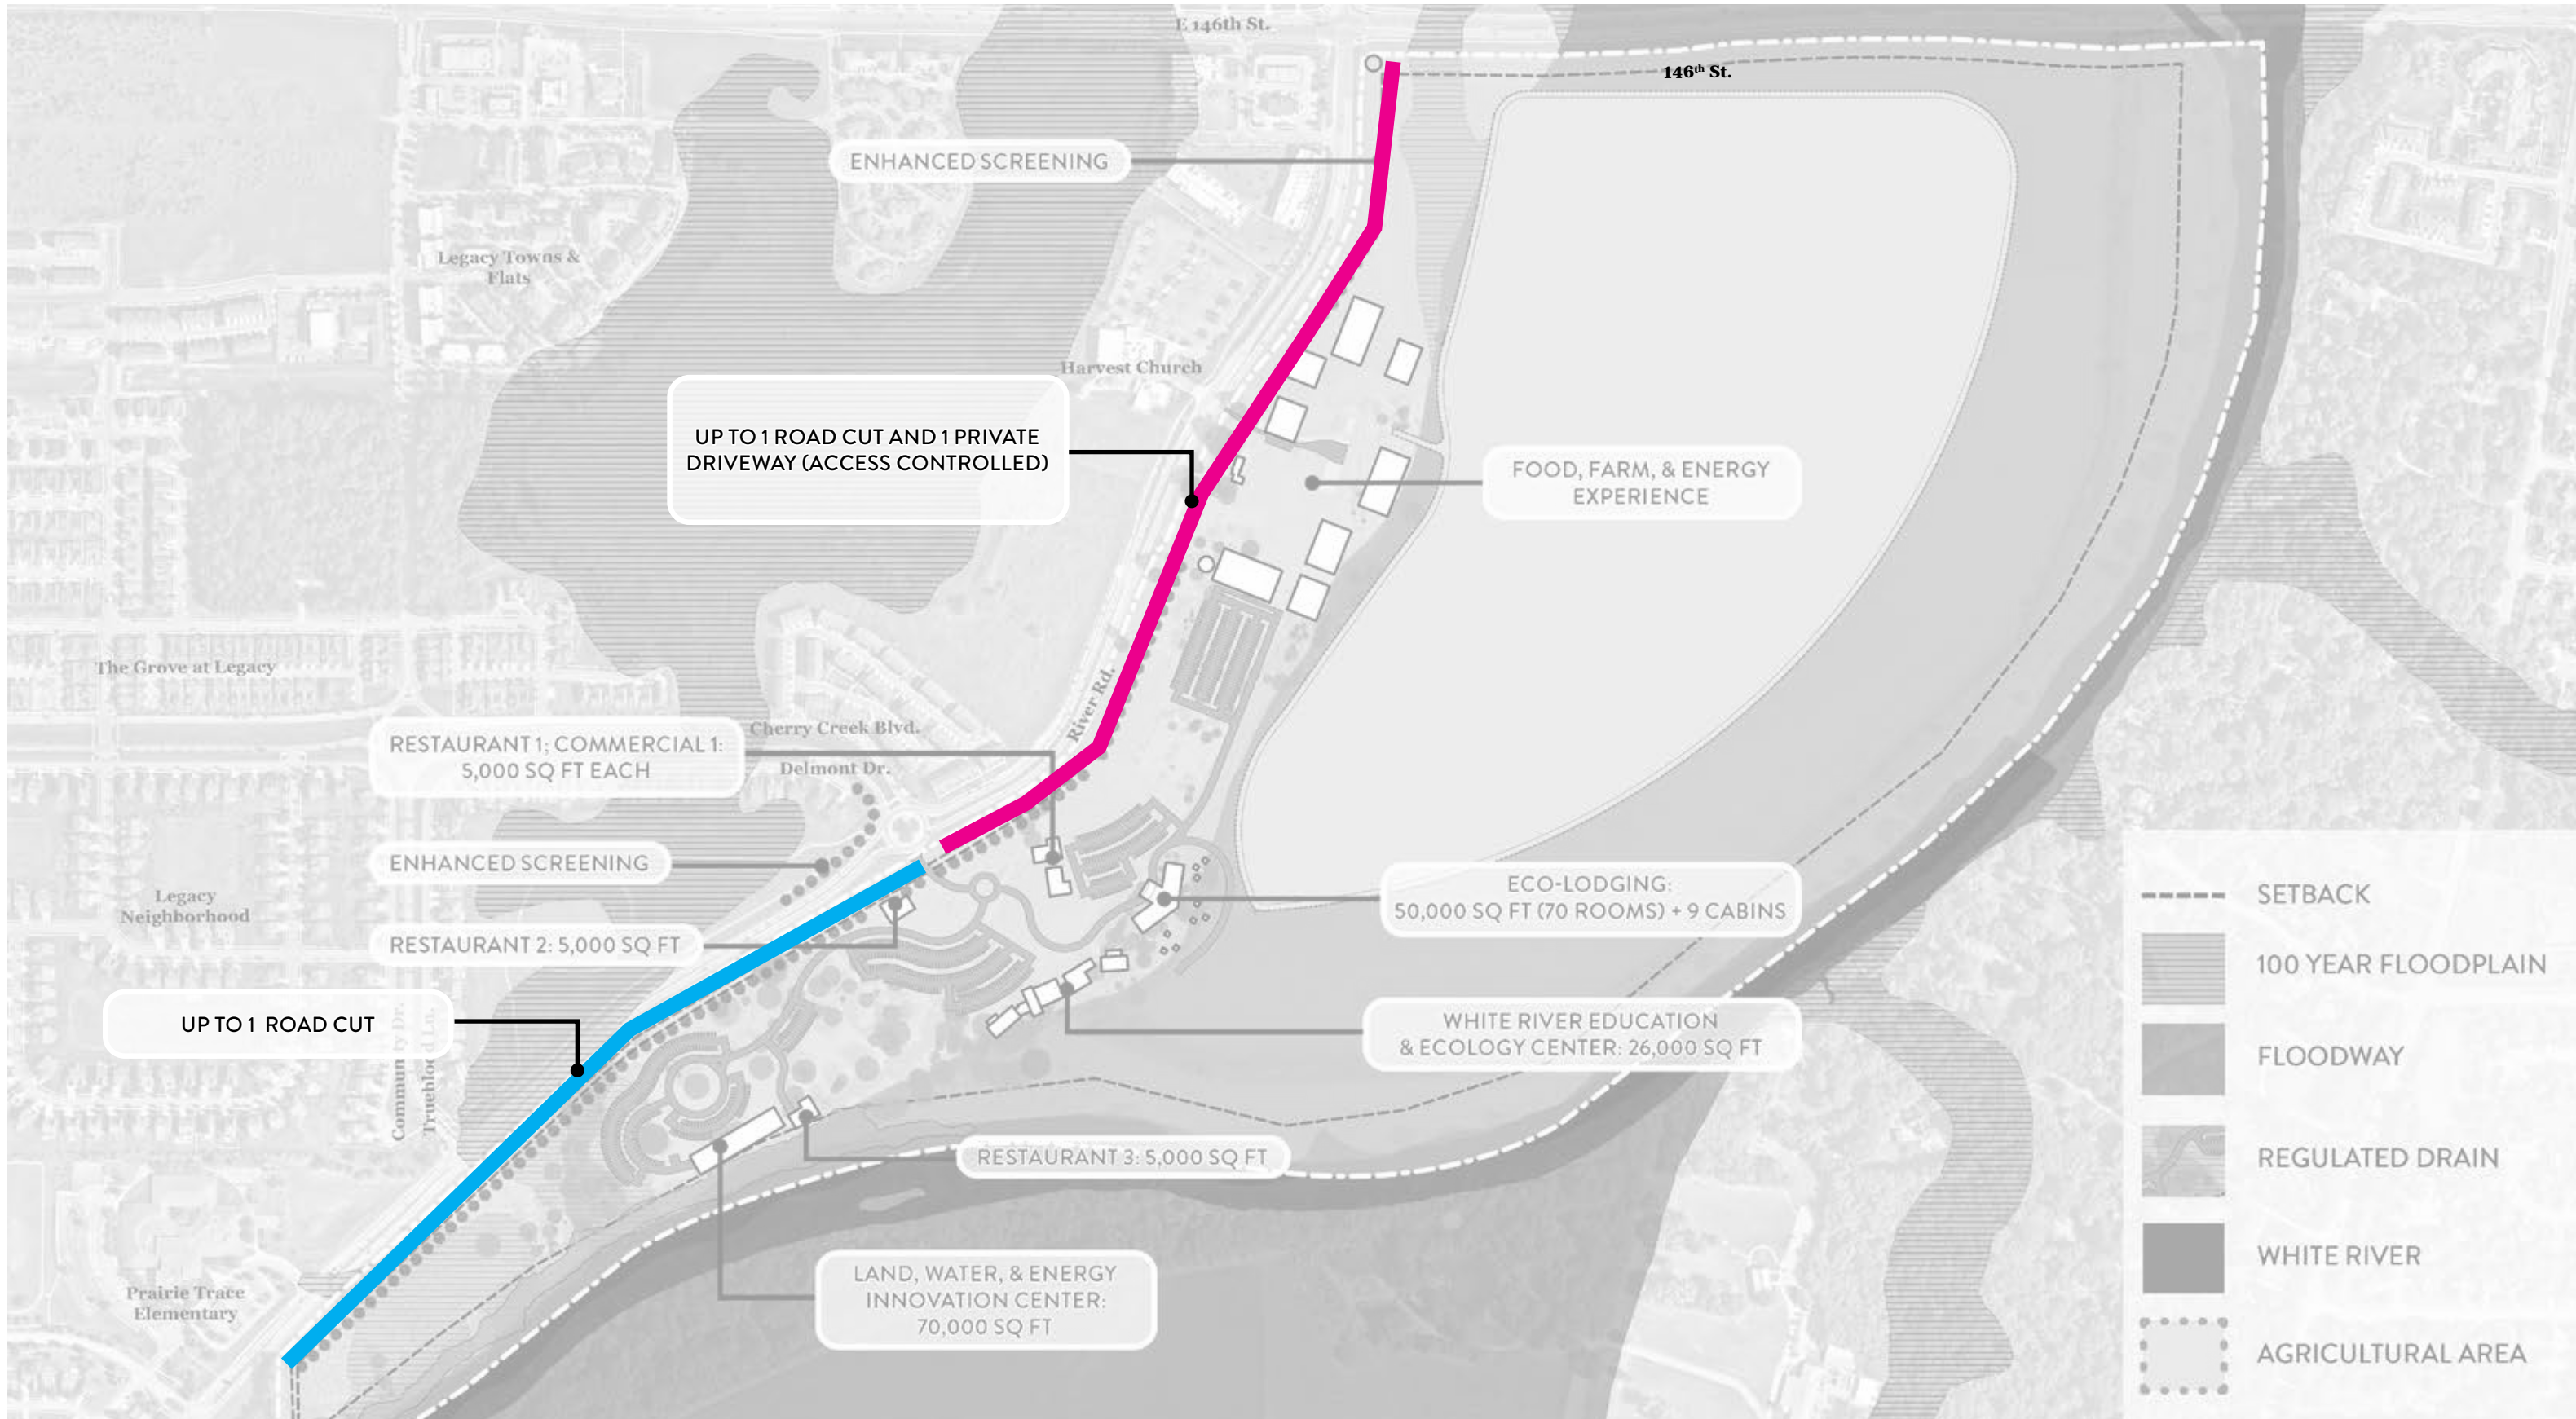 E 146th St.
146th St.
ENHANCED SCREENING
Legacy Towns &
Flats
Harvest Church
UP TO 1 ROAD CUT AND 1 PRIVATE
DRIVEWAY (ACCESS CONTROLLED)
FOOD, FARM, & ENERGY
EXPERIENCE
The Grove at Legacy
River Rd.
RESTAURANT 1; COMMERCIAL 1:
5,000 SQ FT EACH
Cherry Creek Blvd.
Delmont Dr.
ENHANCED SCREENING
Legacy
Neighborhood
RESTAURANT 2: 5,000 SQ FT
ECO-LODGING:
50,000 SQ FT (70 ROOMS) + 9 CABINS
UP TO 1 ROAD CUT
Community Dr.
Trueblood Ln.
WHITE RIVER EDUCATION
& ECOLOGY CENTER: 26,000 SQ FT
RESTAURANT 3: 5,000 SQ FT
LAND, WATER, & ENERGY
INNOVATION CENTER:
70,000 SQ FT
Prairie Trace
Elementary
SETBACK
100 YEAR FLOODPLAIN
FLOODWAY
REGULATED DRAIN
WHITE RIVER
AGRICULTURAL AREA